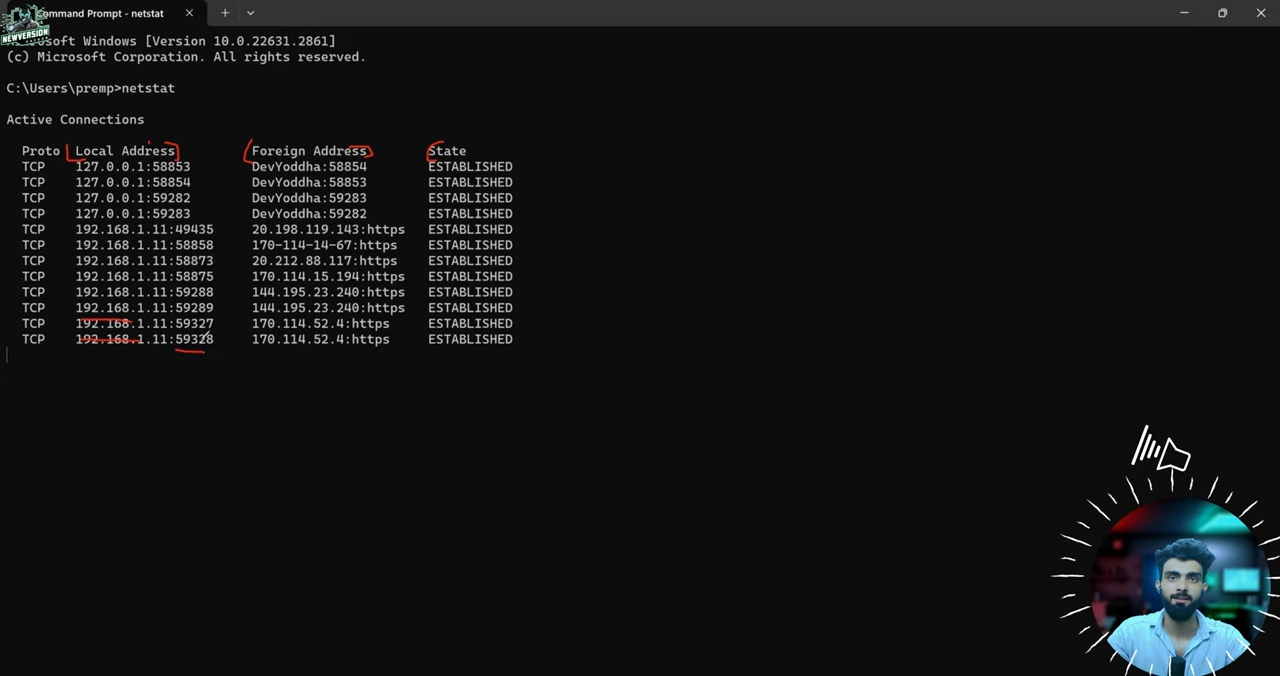 Command Prompt - netstat
NEWVERSION
Microsoft Windows [Version 10.0.22631.2861]
(c) Microsoft Corporation. All rights reserved.
C:\Users\premp>netstat
Active Connections
Proto Local Address Foreign Address State
TCP 127.0.0.1:58853 DevYoddha:58854 ESTABLISHED
TCP 127.0.0.1:58854 DevYoddha:58853 ESTABLISHED
TCP 127.0.0.1:59282 DevYoddha:59283 ESTABLISHED
TCP 127.0.0.1:59283 DevYoddha:59282 ESTABLISHED
TCP 192.168.1.11:49435 20.198.119.143:https ESTABLISHED
TCP 192.168.1.11:58858 170-114-14-67:https ESTABLISHED
TCP 192.168.1.11:58873 20.212.88.117:https ESTABLISHED
TCP 192.168.1.11:58875 170.114.15.194:https ESTABLISHED
TCP 192.168.1.11:59288 144.195.23.240:https ESTABLISHED
TCP 192.168.1.11:59289 144.195.23.240:https ESTABLISHED
TCP 192.168.1.11:59327 170.114.52.4:https ESTABLISHED
TCP 192.168.1.11:59328 170.114.52.4:https ESTABLISHED